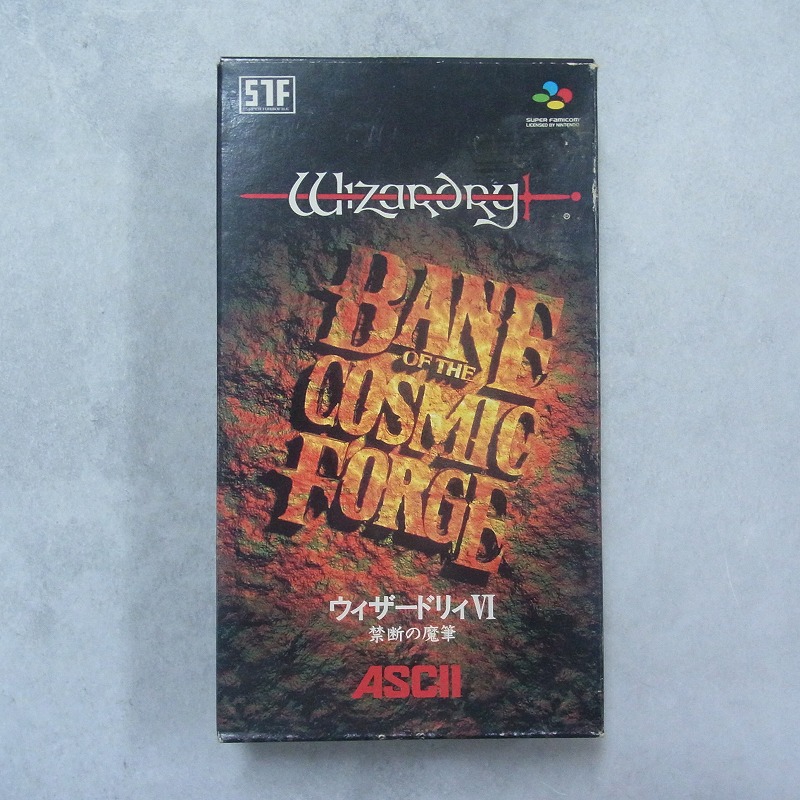 STF
SUPER FAMICOM
LICENSED BY NINTENDO
Wizardry
®
BANE
OF THE
COSMIC
FORGE
ウィザードリィVI
禁断の魔筆
ASCII